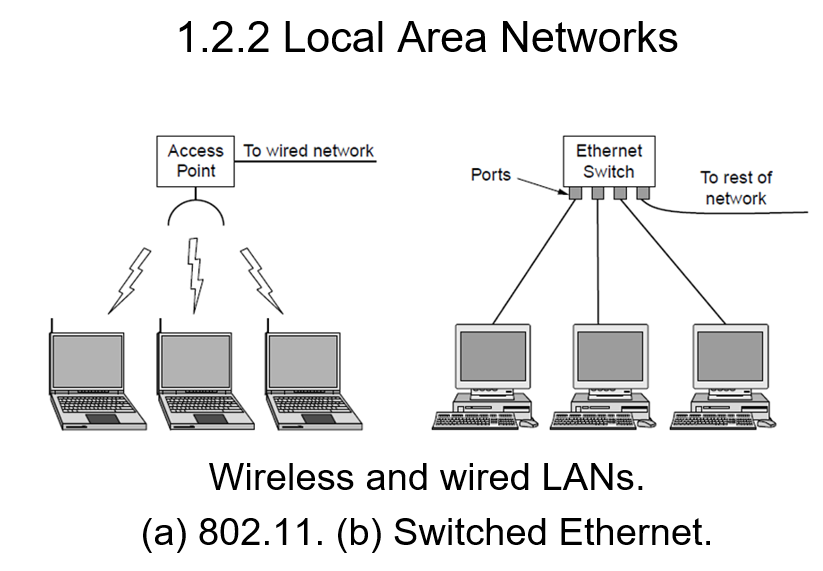 1.2.2 Local Area Networks
Access
Point
To wired network
Ethernet
Switch
Ports
To rest of
network
Wireless and wired LANs.
(a) 802.11. (b) Switched Ethernet.